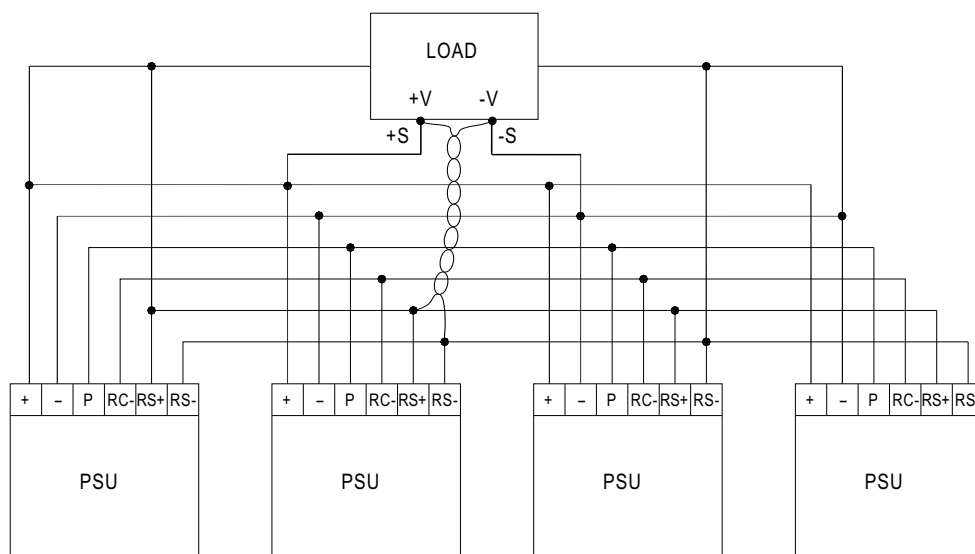 LOAD
+V -V
+S -S
+ – P RC- RS+ RS- + – P RC- RS+ RS- + – P RC- RS+ RS- + – P RC- RS+ RS
PSU PSU PSU PSU